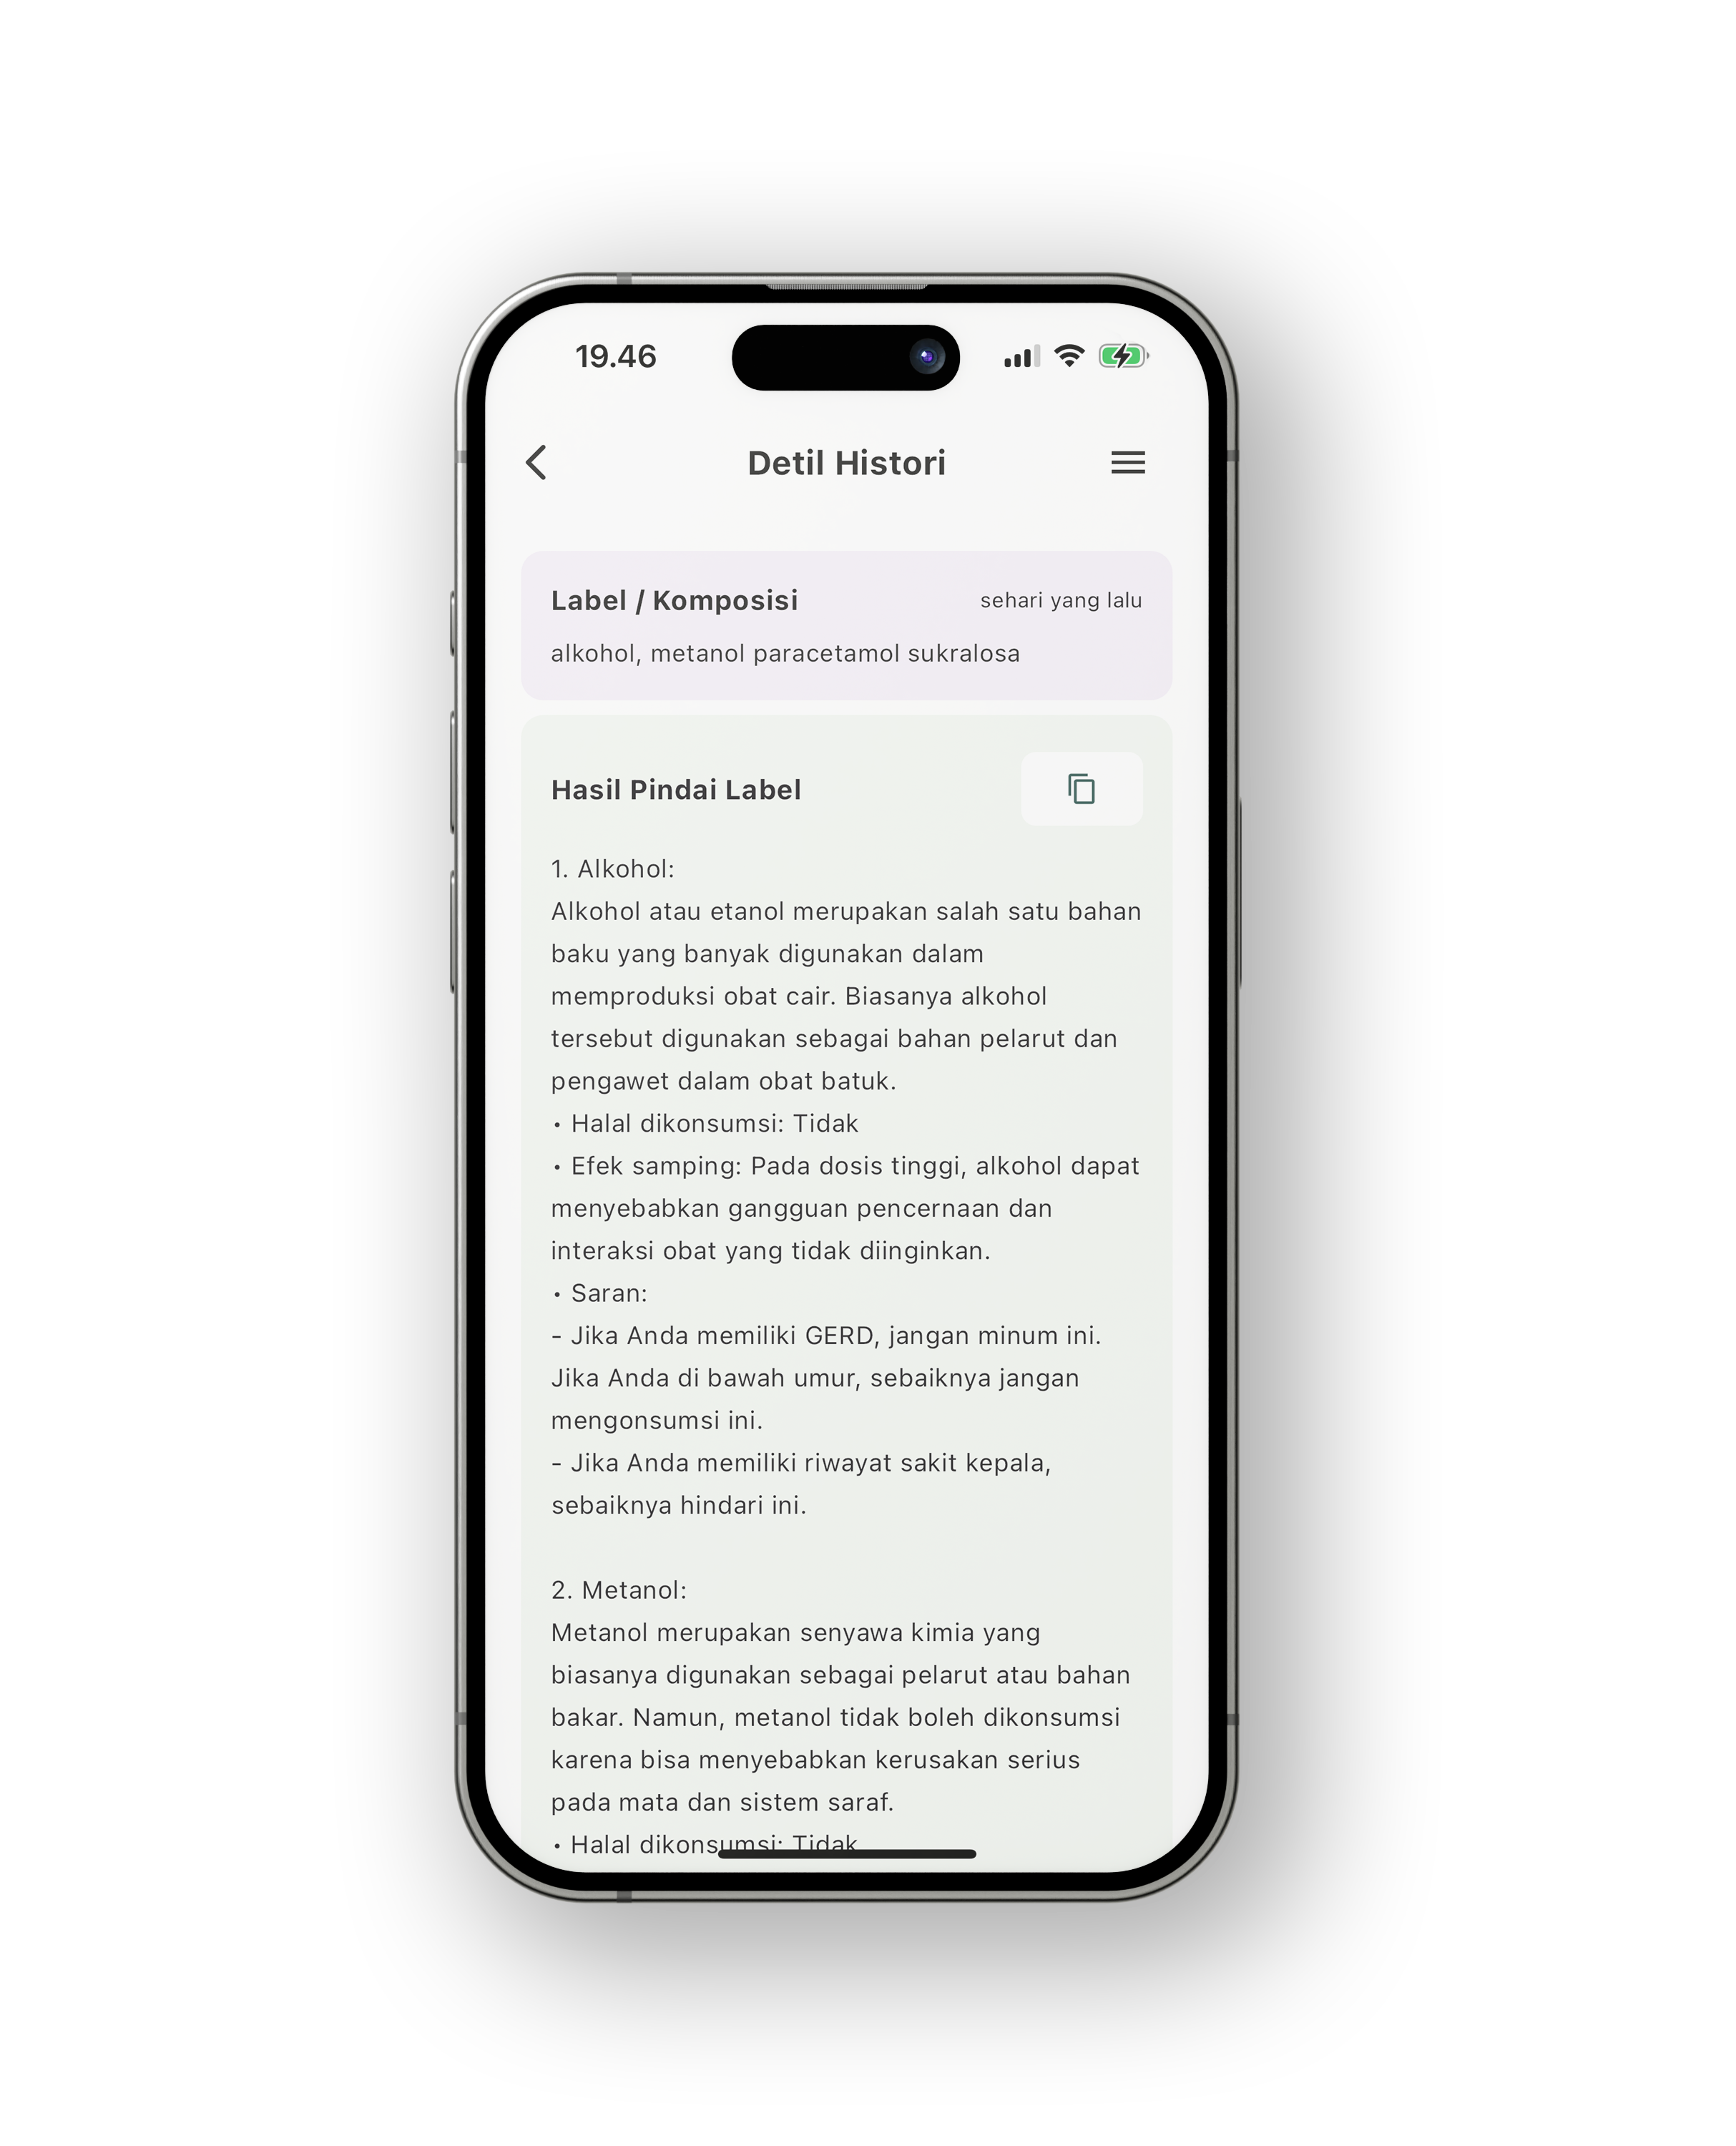 19.46
Detil Histori
Label / Komposisi
sehari yang lalu
alkohol, metanol paracetamol sukralosa
Hasil Pindai Label
1. Alkohol:
Alkohol atau etanol merupakan salah satu bahan
baku yang banyak digunakan dalam
memproduksi obat cair. Biasanya alkohol
tersebut digunakan sebagai bahan pelarut dan
pengawet dalam obat batuk.
• Halal dikonsumsi: Tidak
• Efek samping: Pada dosis tinggi, alkohol dapat
menyebabkan gangguan pencernaan dan
interaksi obat yang tidak diinginkan.
• Saran:
- Jika Anda memiliki GERD, jangan minum ini.
Jika Anda di bawah umur, sebaiknya jangan
mengonsumsi ini.
- Jika Anda memiliki riwayat sakit kepala,
sebaiknya hindari ini.
2. Metanol:
Metanol merupakan senyawa kimia yang
biasanya digunakan sebagai pelarut atau bahan
bakar. Namun, metanol tidak boleh dikonsumsi
karena bisa menyebabkan kerusakan serius
pada mata dan sistem saraf.
• Halal dikonsumsi: Tidak